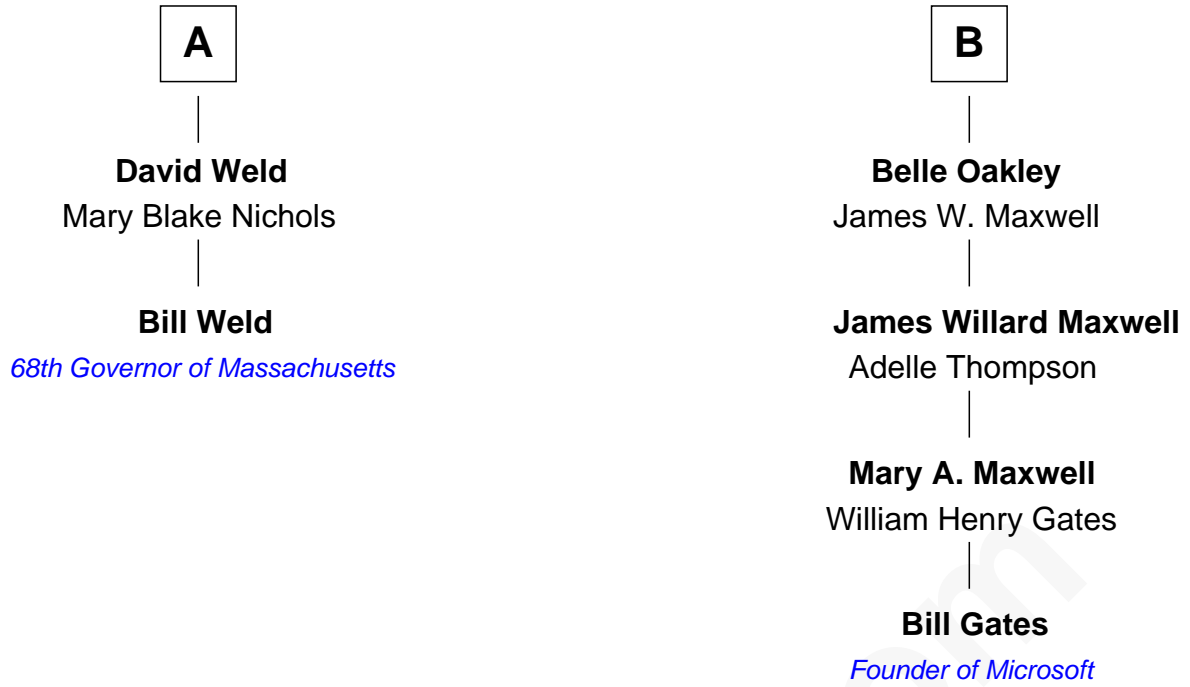 A
David Weld
Mary Blake Nichols
Bill Weld
68th Governor of Massachusetts
B
Belle Oakley
James W. Maxwell
James Willard Maxwell
Adelle Thompson
Mary A. Maxwell
William Henry Gates
Bill Gates
Founder of Microsoft